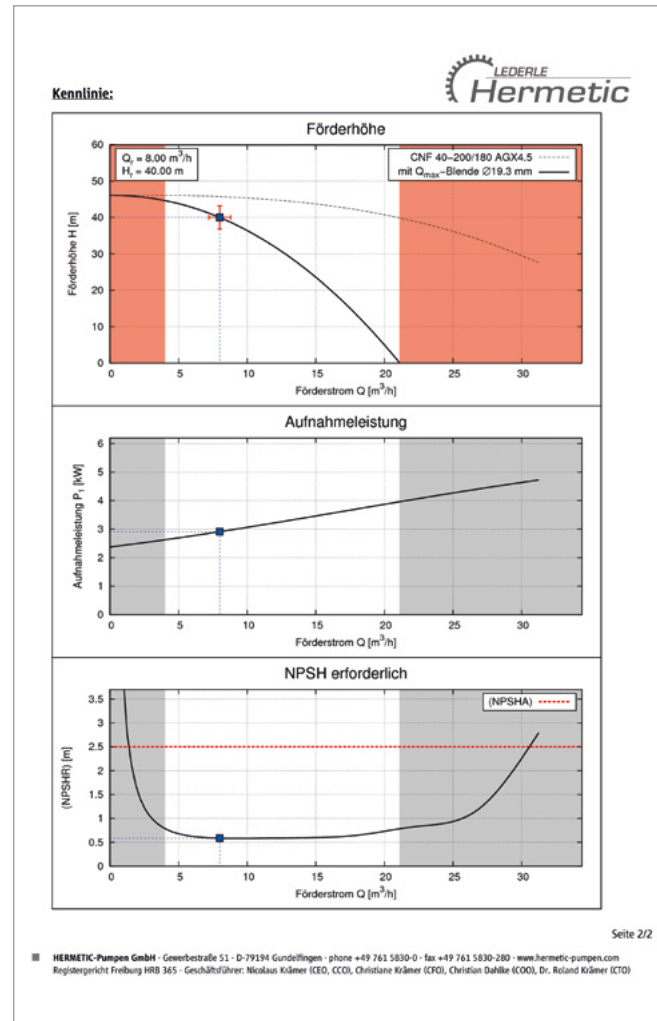 LEDERLE
Hermetic
Kennlinie:
Förderhöhe
Qr = 8.00 m³/h
Hr = 40.00 m
CNF 40–200/180 AGX4.5
mit Qmax–Blende Ø19.3 mm
Förderhöhe H [m]
60
50
40
30
20
10
0
0 5 10 15 20 25 30
Förderstrom Q [m³/h]
Aufnahmeleistung
Aufnahmeleistung P1 [kW]
6
5
4
3
2
1
0
0 5 10 15 20 25 30
Förderstrom Q [m³/h]
NPSH erforderlich
(NPSHA)
(NPSHR) [m]
3.5
3
2.5
2
1.5
1
0.5
0
0 5 10 15 20 25 30
Förderstrom Q [m³/h]
Seite 2/2
HERMETIC-Pumpen GmbH · Gewerbestraße 51 · D-79194 Gundelfingen · phone +49 761 5830-0 · fax +49 761 5830-280 · www.hermetic-pumpen.com
Registergericht Freiburg HRB 365 · Geschäftsführer: Nicolaus Krämer (CEO, CCO), Christiane Krämer (CFO), Christian Dahlke (COO), Dr. Roland Krämer (CTO)